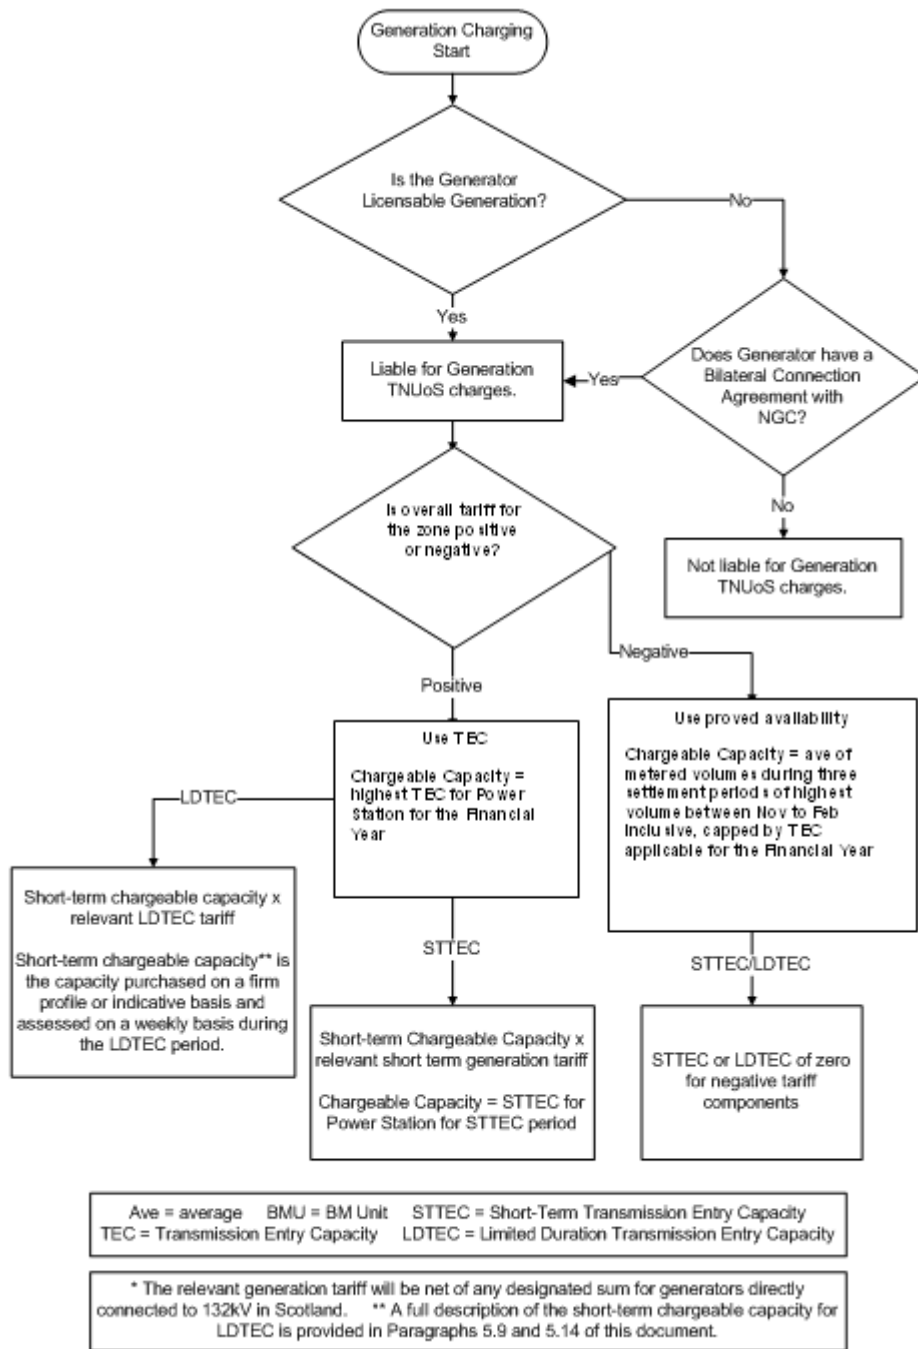 Generation Charging
Start
Is the Generator
Licensable Generation?
No
Yes
Does Generator have a
Bilateral Connection
Agreement with
NGC?
Yes
Liable for Generation
TNUoS charges.
No
Not liable for Generation
TNUoS charges.
Is overall tariff for
the zone positive
or negative?
Negative
Positive
Use TEC
Chargeable Capacity =
highest TEC for Power
Station for the Financial
Year
Use proved availability
Chargeable Capacity = ave of
metered volumes during three
settlement periods of highest
volume between Nov to Feb
Inclusive, capped by TEC
applicable for the Financial Year
LDTEC
Short-term chargeable capacity x
relevant LDTEC tariff
Short-term chargeable capacity** is
the capacity purchased on a firm
profile or indicative basis and
assessed on a weekly basis during
the LDTEC period.
STTEC
Short-term Chargeable Capacity x
relevant short term generation tariff
Chargeable Capacity = STTEC for
Power Station for STTEC period
STTEC/LDTEC
STTEC or LDTEC of zero
for negative tariff
components
Ave = average BMU = BM Unit STTEC = Short-Term Transmission Entry Capacity
TEC = Transmission Entry Capacity LDTEC = Limited Duration Transmission Entry Capacity
* The relevant generation tariff will be net of any designated sum for generators directly
connected to 132kV in Scotland. ** A full description of the short-term chargeable capacity for
LDTEC is provided in Paragraphs 5.9 and 5.14 of this document.